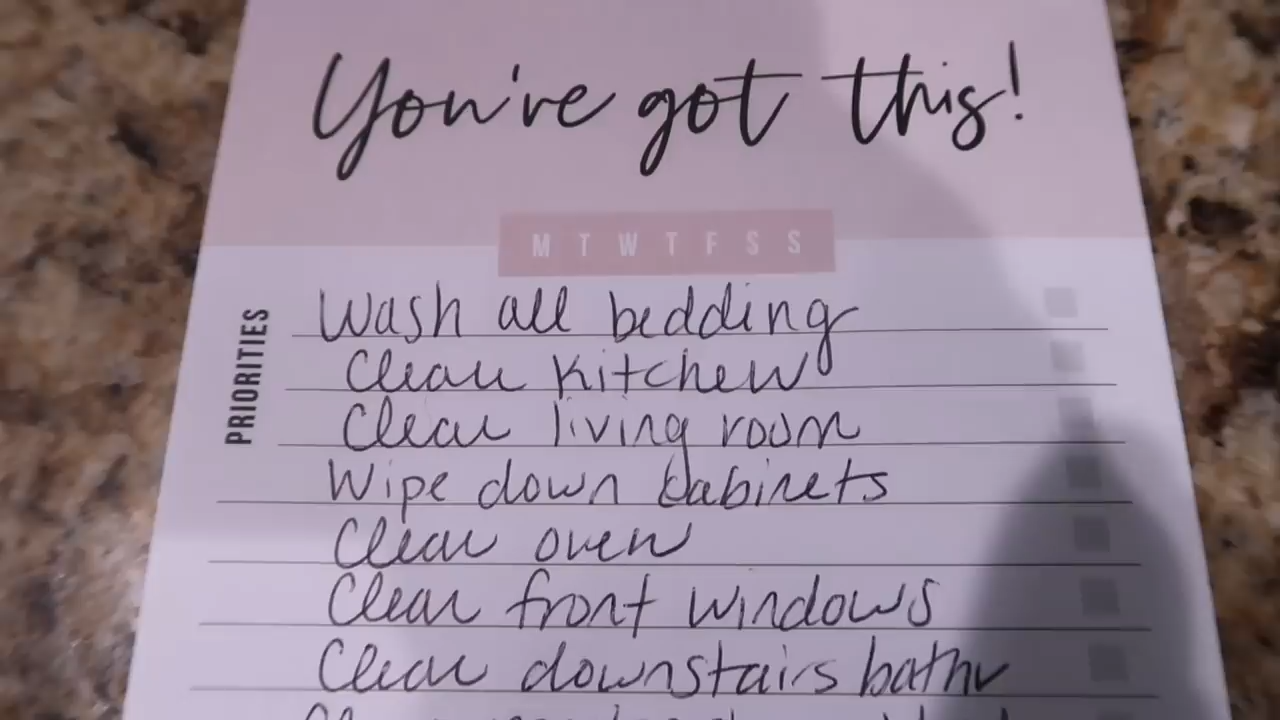 You've got this!
M T W T F S S
PRIORITIES
Wash all bedding
Clean Kitchen
Clean living room
Wipe down cabinets
Clean oven
Clean front windows
Clean downstairs bathr